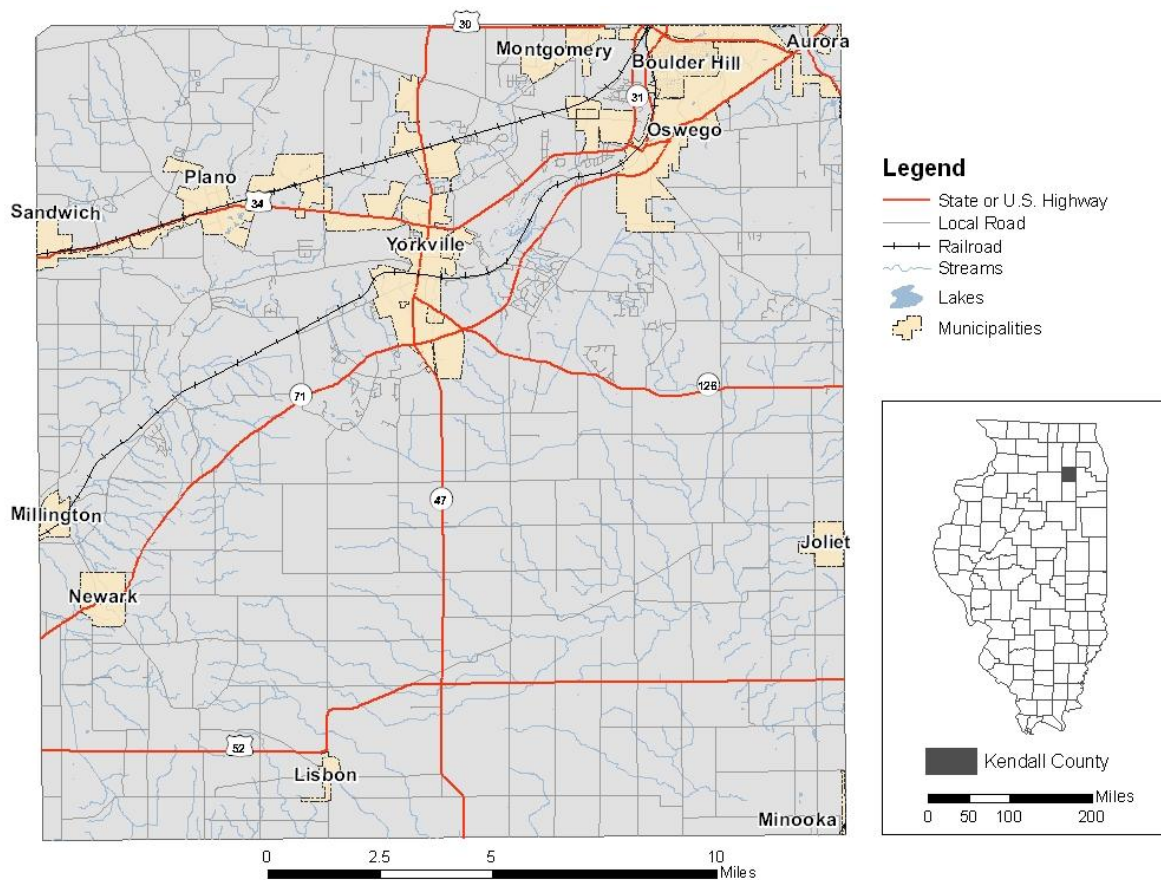 30
Montgomery
Aurora
Boulder Hill
31
Oswego
Plano
34
Sandwich
Yorkville
71
126
47
Millington
Joliet
Newark
52
Lisbon
Minooka
0 2.5 5 10
Miles
Legend
State or U.S. Highway
Local Road
Railroad
Streams
Lakes
Municipalities
Kendall County
Miles
0 50 100 200